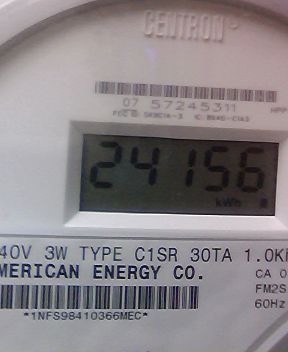 CENTRON
07 57245311
24156
kWh
40V 3W TYPE C1SR 30TA 1.0K
MERICAN ENERGY CO.
CA 0
FM2S
60Hz
*1NFS98410366MEC*